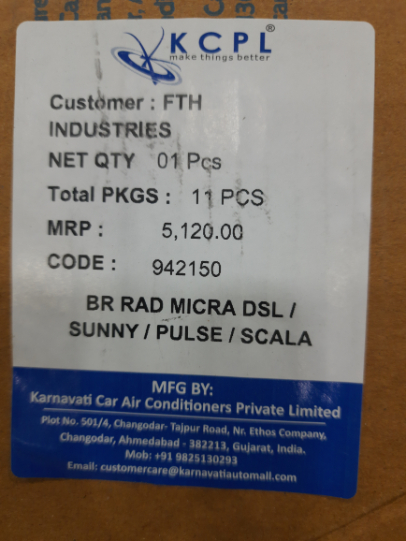 KCPL®
make things better
Customer : FTH
INDUSTRIES
NET QTY 01 Pcs
Total PKGS : 11 PCS
MRP : 5,120.00
CODE : 942150
BR RAD MICRA DSL /
SUNNY / PULSE / SCALA
MFG BY:
Karnavati Car Air Conditioners Private Limited
Plot No. 501/4, Changodar- Tajpur Road, Nr. Ethos Company,
Changodar, Ahmedabad - 382213, Gujarat, India.
Mob: +91 9825130293
Email: customercare@karnavatiautomall.com